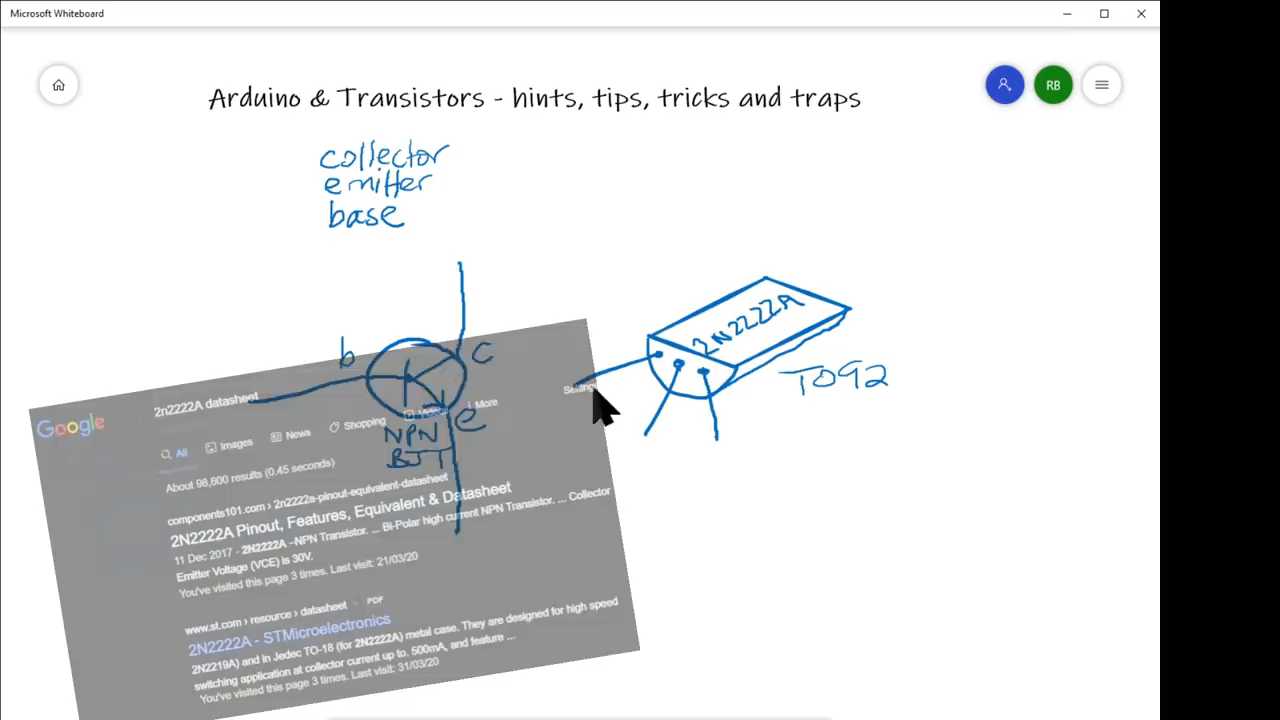 Microsoft Whiteboard
RB
Arduino & Transistors - hints, tips, tricks and traps
collector
emitter
base
b
c
e
NPN
BJT
2N2222A
TO92
Google
2n2222A datasheet
Settings
All
Images
News
Shopping
Videos
More
About 98,600 results (0.45 seconds)
components101.com › 2n2222a-pinout-equivalent-datasheet
2N2222A Pinout, Features, Equivalent & Datasheet
11 Dec 2017 - 2N2222A –NPN Transistor. ... Bi-Polar high current NPN Transistor. ... Collector
Emitter Voltage (VCE) is 30V.
You've visited this page 3 times. Last visit: 21/03/20
www.st.com › resource › datasheet PDF
2N2222A - STMicroelectronics
2N2219A) and in Jedec TO-18 (for 2N2222A) metal case. They are designed for high speed
switching application at collector current up to. 500mA, and feature ...
You've visited this page 3 times. Last visit: 31/03/20